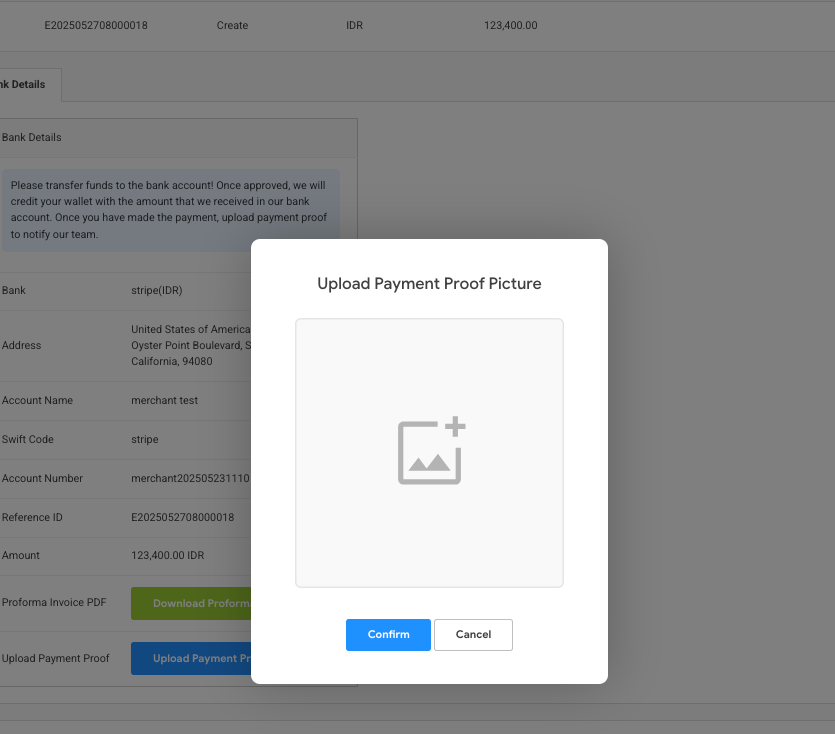 E2025052708000018 Create IDR 123,400.00
nk Details
Bank Details
Please transfer funds to the bank account! Once approved, we will
credit your wallet with the amount that we received in our bank
account. Once you have made the payment, upload payment proof
to notify our team.
Upload Payment Proof Picture
Bank stripe(IDR)
Address United States of America
Oyster Point Boulevard, S
California, 94080
Account Name merchant test
Swift Code stripe
Account Number merchant202505231110
Reference ID E2025052708000018
Amount 123,400.00 IDR
Proforma Invoice PDF Download Proform
Upload Payment Proof Upload Payment Pr
Confirm Cancel